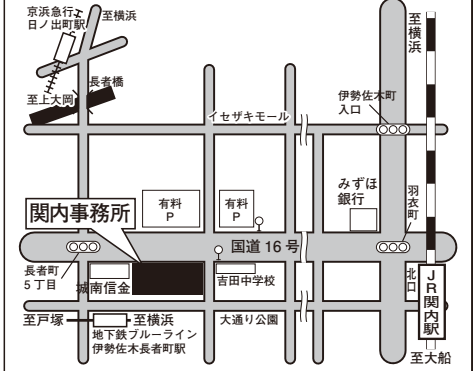 京浜急行
日ノ出町駅
至横浜
長者橋
至上大岡
イセザキモール
至横浜
伊勢佐木町
入口
みずほ
銀行
羽衣町
有料
P
有料
P
関内事務所
国道16号
長者町
5丁目
城南信金
吉田中学校
北口
JR関内駅
至戸塚
至横浜
大通り公園
地下鉄ブルーライン
伊勢佐木長者町駅
至大船